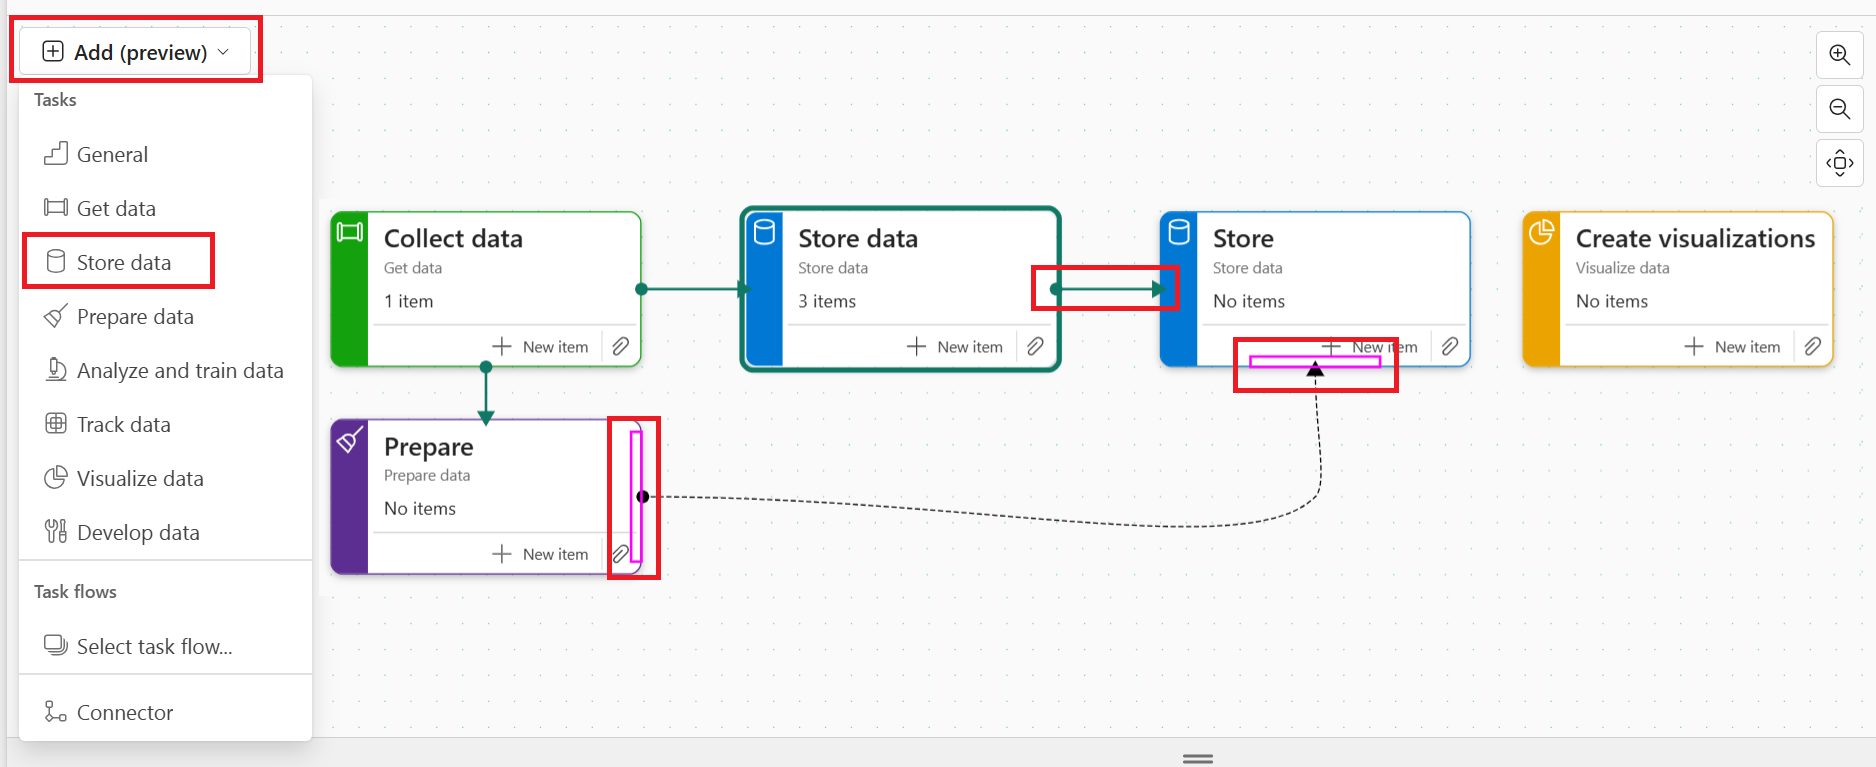 Add (preview)
Tasks
General
Get data
Store data
Prepare data
Analyze and train data
Track data
Visualize data
Develop data
Task flows
Select task flow...
Connector
Collect data
Get data
1 item
New item
Store data
Store data
3 items
New item
Store
Store data
No items
New item
Create visualizations
Visualize data
No items
New item
Prepare
Prepare data
No items
New item